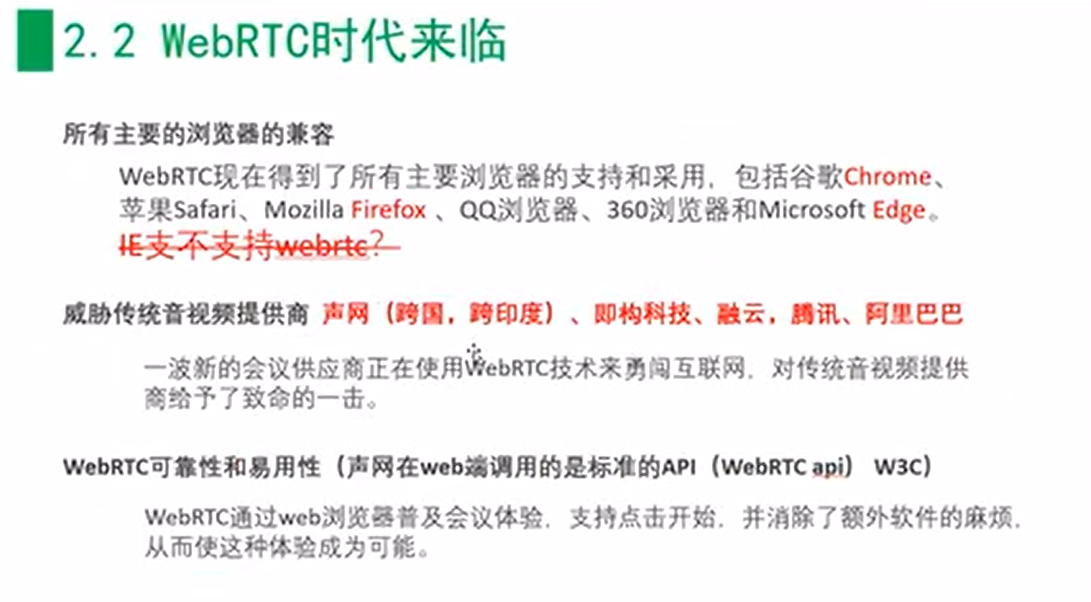 2.2 WebRTC时代来临
所有主要的浏览器的兼容
WebRTC现在得到了所有主要浏览器的支持和采用，包括谷歌Chrome、
苹果Safari、Mozilla Firefox 、QQ浏览器、360浏览器和Microsoft Edge。
IE支不支持webrtc？
威胁传统音视频提供商 声网（跨国，跨印度）、即构科技、融云，腾讯、阿里巴巴
一波新的会议供应商正在使用WebRTC技术来勇闯互联网，对传统音视频提供
商给予了致命的一击。
WebRTC可靠性和易用性（声网在web端调用的是标准的API（WebRTC api） W3C）
WebRTC通过web浏览器普及会议体验，支持点击开始，并消除了额外软件的麻烦，
从而使这种体验成为可能。